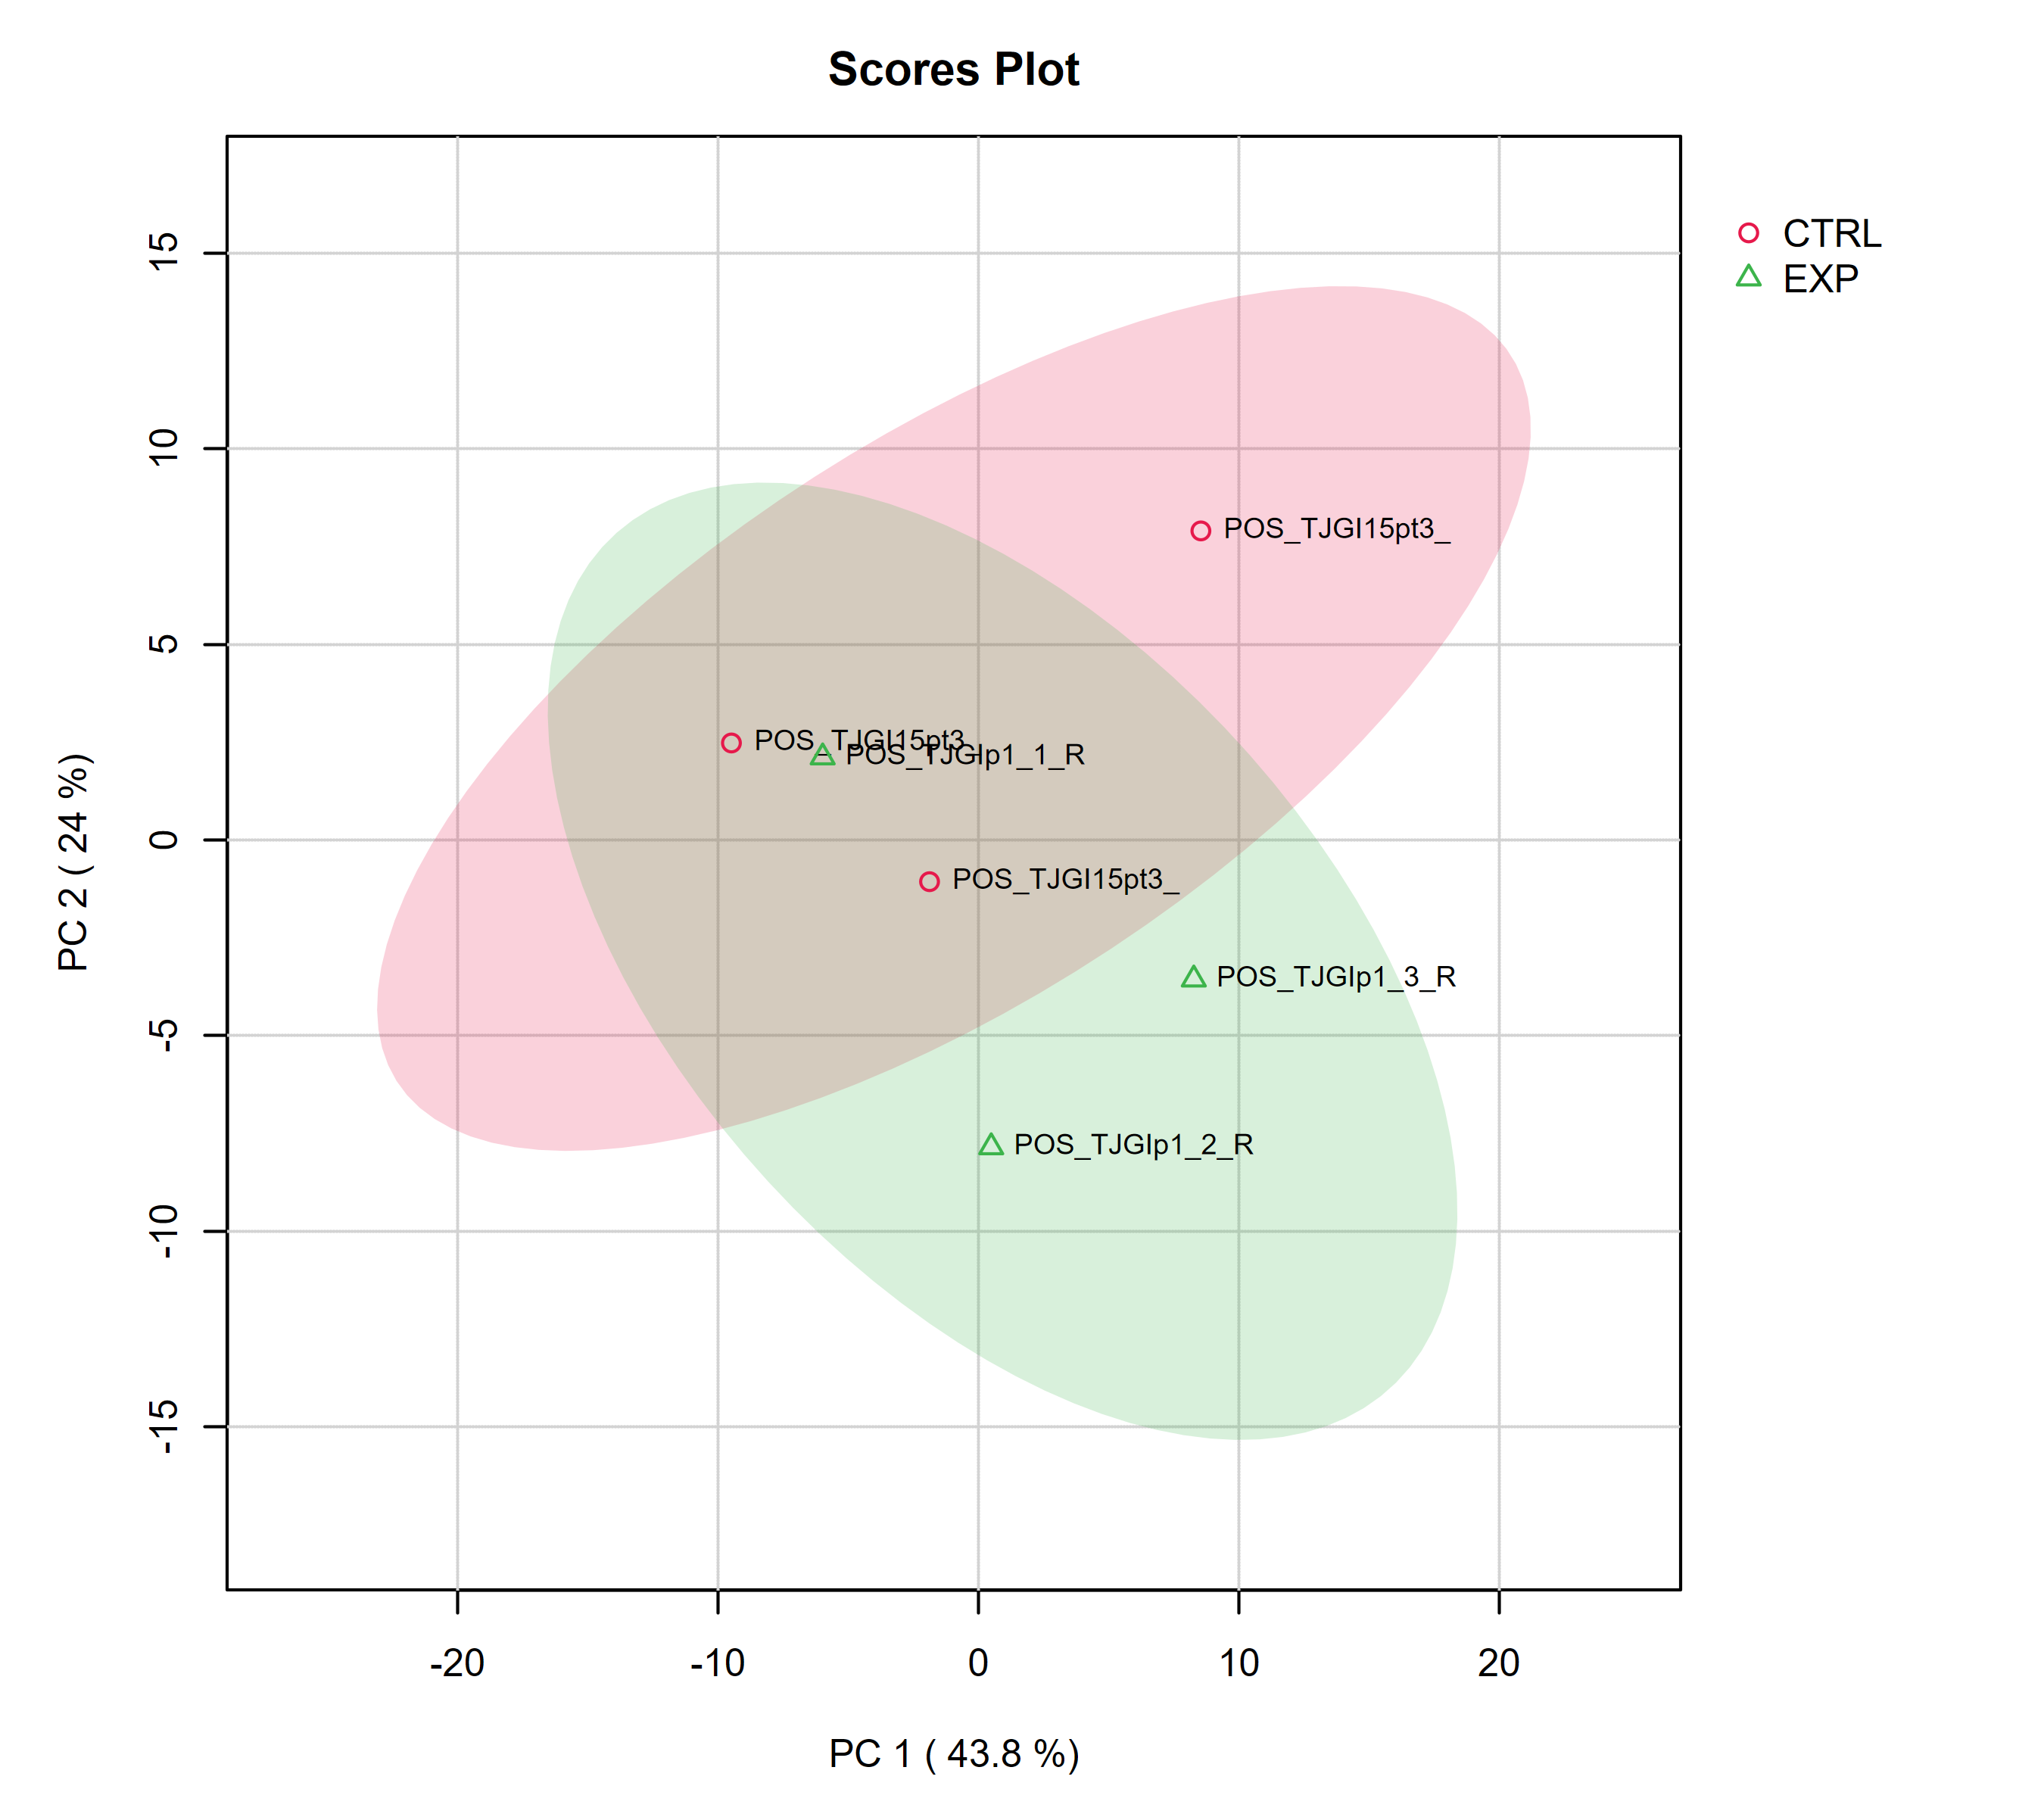 Scores Plot
CTRL
EXP
15
10
5
0
-5
-10
-15
PC 2 ( 24 %)
POS_TJGI15pt3_
POS_TJGI15pt3_
POS_TJGIp1_1_R
POS_TJGI15pt3_
POS_TJGIp1_3_R
POS_TJGIp1_2_R
-20
-10
0
10
20
PC 1 ( 43.8 %)